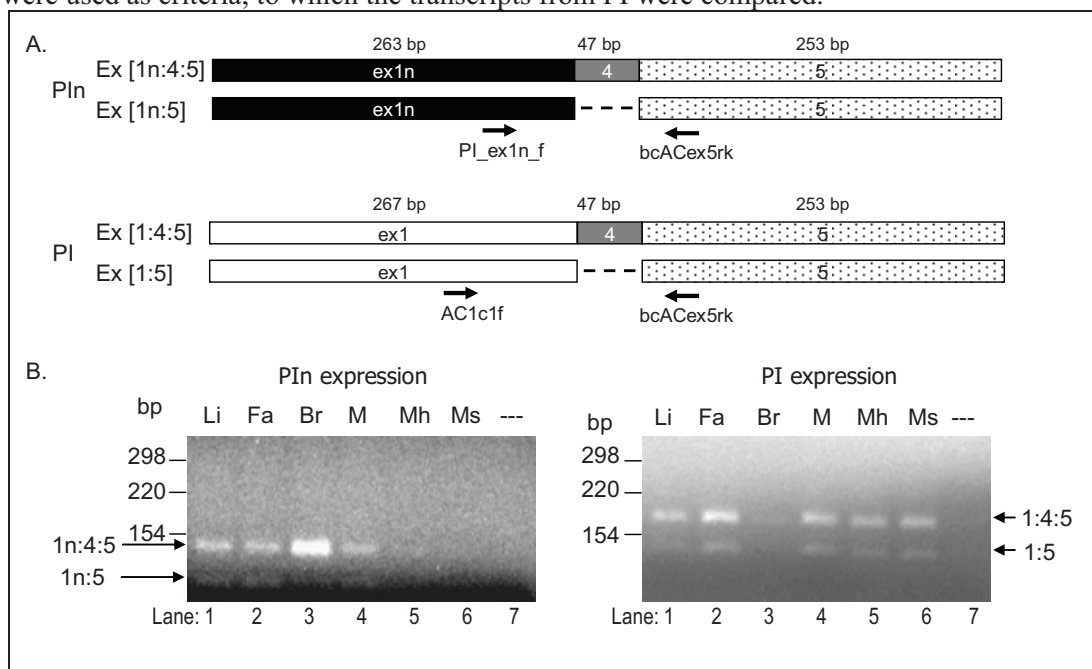 were used as criteria, to which the transcripts from PI were compared.
A.
263 bp 47 bp 253 bp
Ex [1n:4:5] ex1n 4 5
PIn
Ex [1n:5] ex1n 5
PI_ex1n_f bcACex5rk
267 bp 47 bp 253 bp
Ex [1:4:5] ex1 4 5
PI
Ex [1:5] ex1 5
AC1c1f bcACex5rk
B.
PIn expression PI expression
bp Li Fa Br M Mh Ms --- bp Li Fa Br M Mh Ms ---
298 298
220 220
154 154
1n:4:5 1:4:5
1n:5 1:5
Lane: 1 2 3 4 5 6 7 Lane: 1 2 3 4 5 6 7